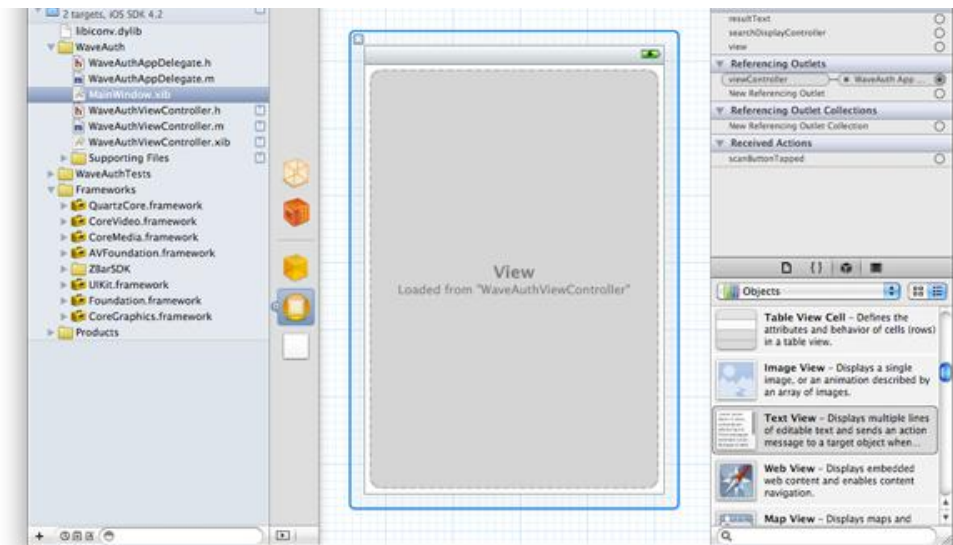 2 targets, iOS SDK 4.2
libiconv.dylib
WaveAuth
WaveAuthAppDelegate.h
WaveAuthAppDelegate.m
MainWindow.xib
WaveAuthViewController.h
WaveAuthViewController.m
WaveAuthViewController.xib
Supporting Files
WaveAuthTests
Frameworks
QuartzCore.framework
CoreVideo.framework
CoreMedia.framework
AVFoundation.framework
ZBarSDK
UIKit.framework
Foundation.framework
CoreGraphics.framework
Products
View
Loaded from "WaveAuthViewController"
resultText
searchDisplayController
view
Referencing Outlets
viewController WaveAuth App ...
New Referencing Outlet
Referencing Outlet Collections
New Referencing Outlet Collection
Received Actions
scanButtonTapped
Objects
Table View Cell – Defines the
attributes and behavior of cells (rows)
in a table view.
Image View – Displays a single
image, or an animation described by
an array of images.
Text View – Displays multiple lines
of editable text and sends an action
message to a target object when...
Web View – Displays embedded
web content and enables content
navigation.
Map View – Displays maps and